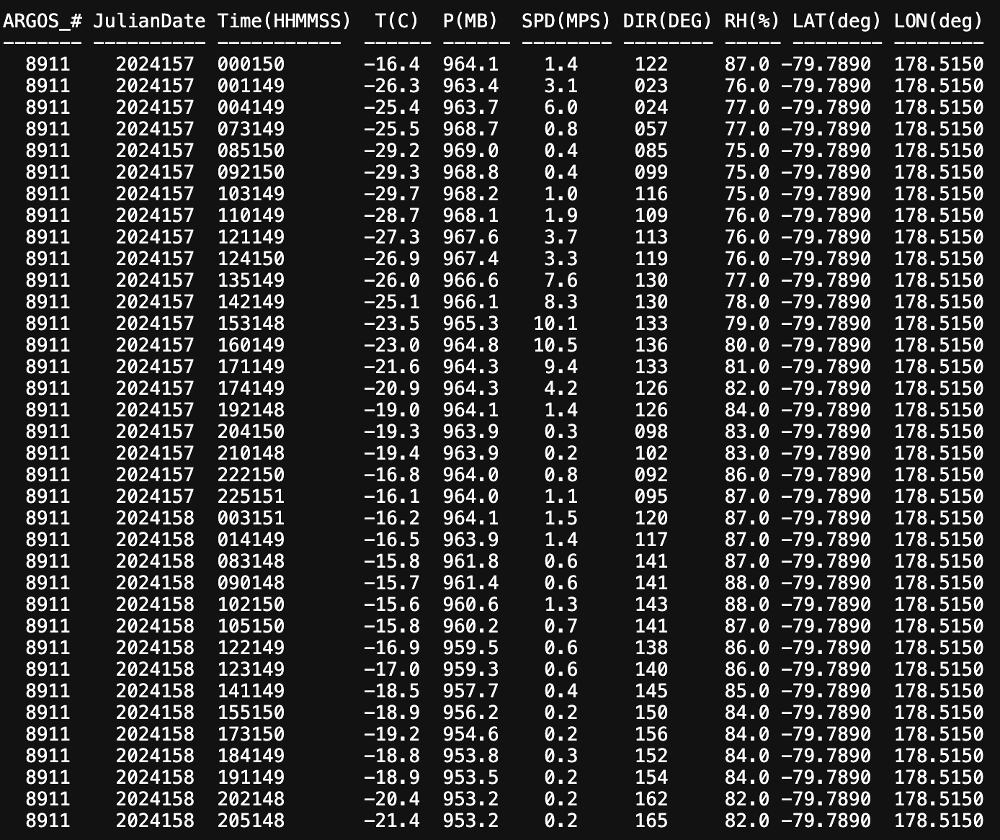 ARGOS_# JulianDate Time(HHMMSS) T(C) P(MB) SPD(MPS) DIR(DEG) RH(%) LAT(deg) LON(deg)
------- ---------- ----------- ------ ------ -------- -------- ----- -------- --------
8911 2024157 000150 -16.4 964.1 1.4 122 87.0 -79.7890 178.5150
8911 2024157 001149 -26.3 963.4 3.1 023 76.0 -79.7890 178.5150
8911 2024157 004149 -25.4 963.7 6.0 024 77.0 -79.7890 178.5150
8911 2024157 073149 -25.5 968.7 0.8 057 77.0 -79.7890 178.5150
8911 2024157 085150 -29.2 969.0 0.4 085 75.0 -79.7890 178.5150
8911 2024157 092150 -29.3 968.8 0.4 099 75.0 -79.7890 178.5150
8911 2024157 103149 -29.7 968.2 1.0 116 75.0 -79.7890 178.5150
8911 2024157 110149 -28.7 968.1 1.9 109 76.0 -79.7890 178.5150
8911 2024157 121149 -27.3 967.6 3.7 113 76.0 -79.7890 178.5150
8911 2024157 124150 -26.9 967.4 3.3 119 76.0 -79.7890 178.5150
8911 2024157 135149 -26.0 966.6 7.6 130 77.0 -79.7890 178.5150
8911 2024157 142149 -25.1 966.1 8.3 130 78.0 -79.7890 178.5150
8911 2024157 153148 -23.5 965.3 10.1 133 79.0 -79.7890 178.5150
8911 2024157 160149 -23.0 964.8 10.5 136 80.0 -79.7890 178.5150
8911 2024157 171149 -21.6 964.3 9.4 133 81.0 -79.7890 178.5150
8911 2024157 174149 -20.9 964.3 4.2 126 82.0 -79.7890 178.5150
8911 2024157 192148 -19.0 964.1 1.4 126 84.0 -79.7890 178.5150
8911 2024157 204150 -19.3 963.9 0.3 098 83.0 -79.7890 178.5150
8911 2024157 210148 -19.4 963.9 0.2 102 83.0 -79.7890 178.5150
8911 2024157 222150 -16.8 964.0 0.8 092 86.0 -79.7890 178.5150
8911 2024157 225151 -16.1 964.0 1.1 095 87.0 -79.7890 178.5150
8911 2024158 003151 -16.2 964.1 1.5 120 87.0 -79.7890 178.5150
8911 2024158 014149 -16.5 963.9 1.4 117 87.0 -79.7890 178.5150
8911 2024158 083148 -15.8 961.8 0.6 141 87.0 -79.7890 178.5150
8911 2024158 090148 -15.7 961.4 0.6 141 88.0 -79.7890 178.5150
8911 2024158 102150 -15.6 960.6 1.3 143 88.0 -79.7890 178.5150
8911 2024158 105150 -15.8 960.2 0.7 141 87.0 -79.7890 178.5150
8911 2024158 122149 -16.9 959.5 0.6 138 86.0 -79.7890 178.5150
8911 2024158 123149 -17.0 959.3 0.6 140 86.0 -79.7890 178.5150
8911 2024158 141149 -18.5 957.7 0.4 145 85.0 -79.7890 178.5150
8911 2024158 155150 -18.9 956.2 0.2 150 84.0 -79.7890 178.5150
8911 2024158 173150 -19.2 954.6 0.2 156 84.0 -79.7890 178.5150
8911 2024158 184149 -18.8 953.8 0.3 152 84.0 -79.7890 178.5150
8911 2024158 191149 -18.9 953.5 0.2 154 84.0 -79.7890 178.5150
8911 2024158 202148 -20.4 953.2 0.2 162 82.0 -79.7890 178.5150
8911 2024158 205148 -21.4 953.2 0.2 165 82.0 -79.7890 178.5150